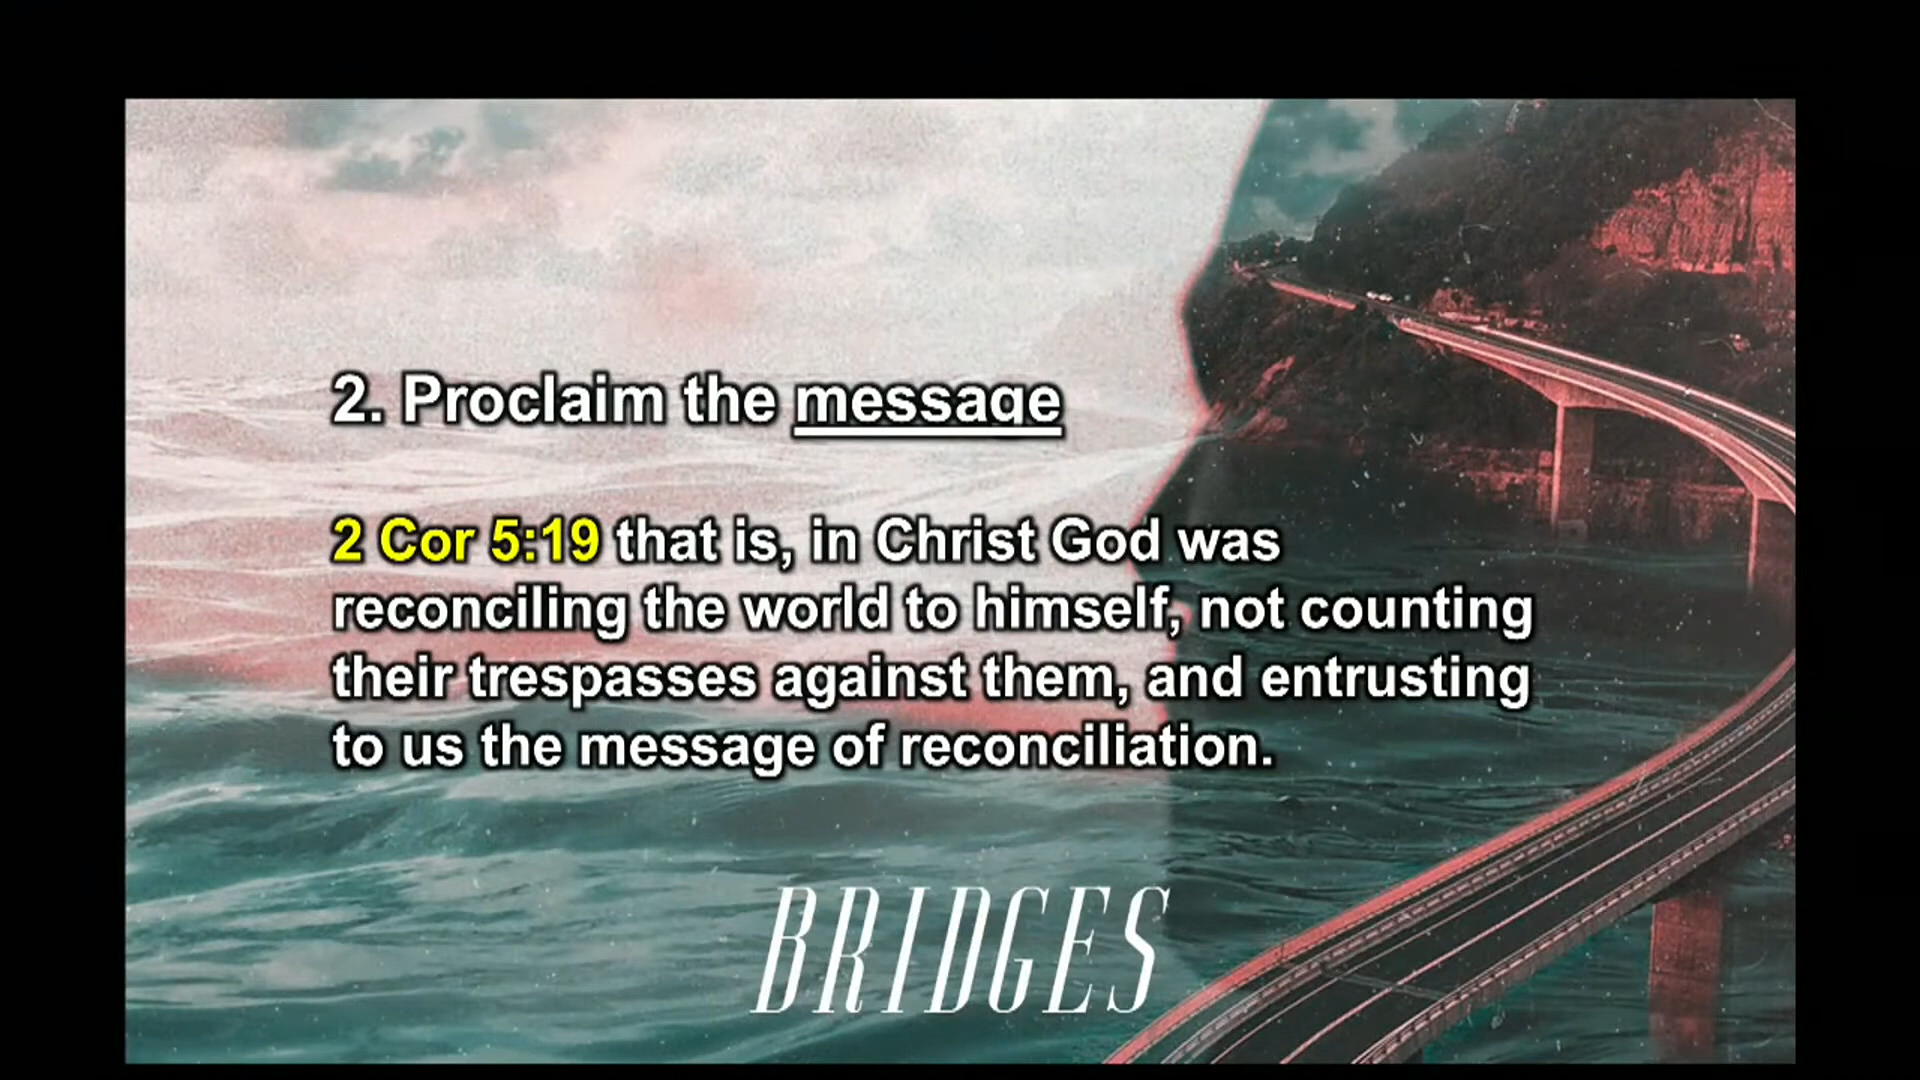 2. Proclaim the message
2 Cor 5:19 that is, in Christ God was
reconciling the world to himself, not counting
their trespasses against them, and entrusting
to us the message of reconciliation.
BRIDGES